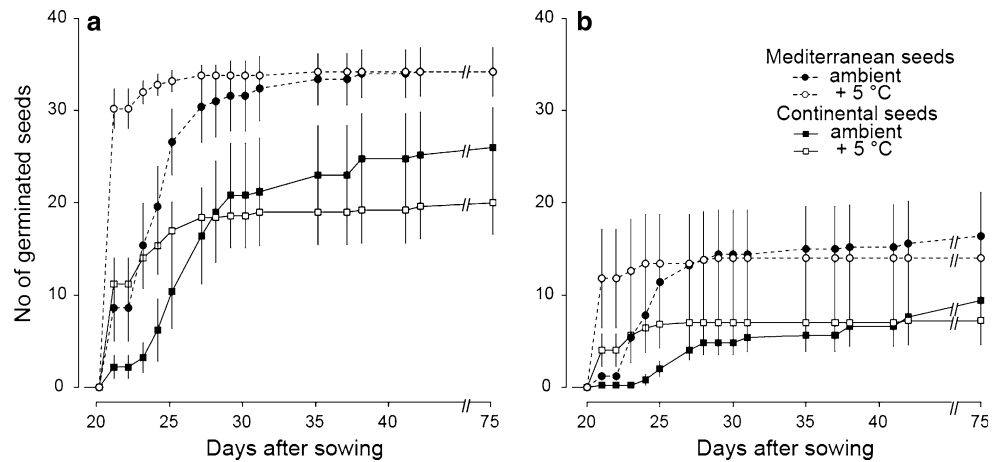 a
40
30
20
10
0
No of germinated seeds
20
25
30
35
40
//
75
Days after sowing
b
40
30
20
10
0
Mediterranean seeds
ambient
+ 5 °C
Continental seeds
ambient
+ 5 °C
20
25
30
35
40
//
75
Days after sowing